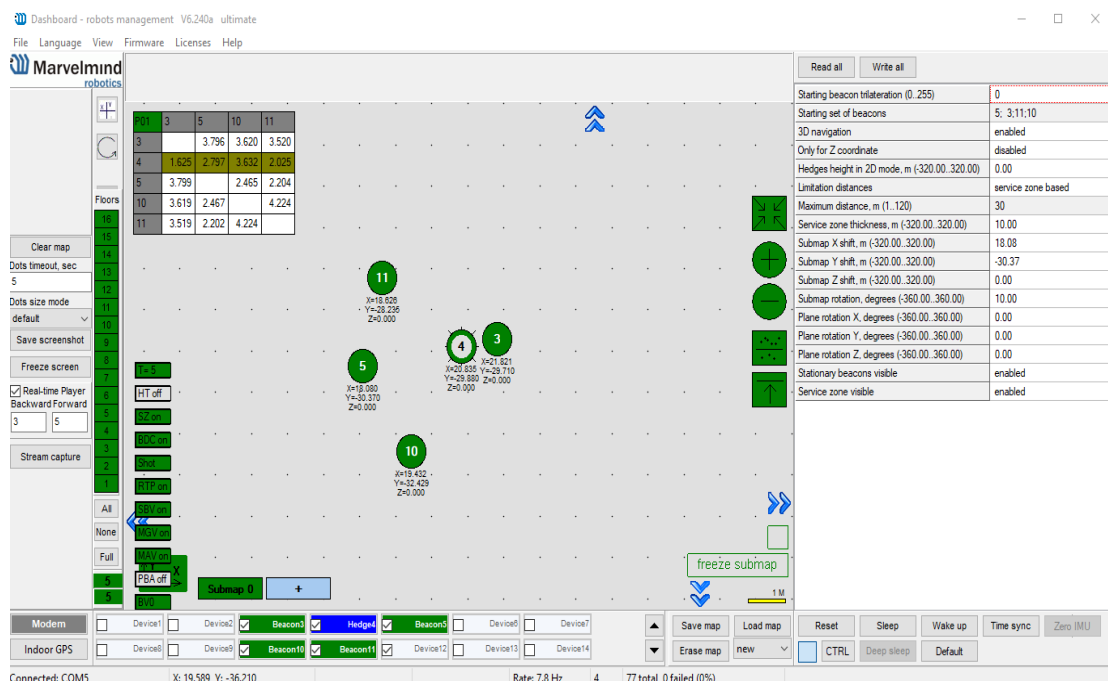 Dashboard - robots management V6.240a ultimate
File Language View Firmware Licenses Help
Marvelmind
robotics
Read all Write all
Starting beacon trilateration (0..255) 0
Starting set of beacons 5; 3;11;10
3D navigation enabled
Only for Z coordinate disabled
Hedges height in 2D mode, m (-320.00..320.00) 0.00
Limitation distances service zone based
Maximum distance, m (1..120) 30
Service zone thickness, m (-320.00..320.00) 10.00
Submap X shift, m (-320.00..320.00) 18.08
Submap Y shift, m (-320.00..320.00) -30.37
Submap Z shift, m (-320.00..320.00) 0.00
Submap rotation, degrees (-360.00..360.00) 10.00
Plane rotation X, degrees (-360.00..360.00) 0.00
Plane rotation Y, degrees (-360.00..360.00) 0.00
Plane rotation Z, degrees (-360.00..360.00) 0.00
Stationary beacons visible enabled
Service zone visible enabled
P01 3 5 10 11
3 3.796 3.620 3.520
4 1.625 2.797 3.632 2.025
5 3.799 2.465 2.204
10 3.619 2.467 4.224
11 3.519 2.202 4.224
Clear map
Dots timeout, sec
5
Dots size mode
default
Save screenshot
Freeze screen
Real-time Player
Backward Forward
3 5
Stream capture
Floors
16
15
14
13
12
11
10
9
8
7
6
5
4
3
2
1
All
None
Full
5
5
11
X=18.626
Y=-28.236
Z=0.000
4
X=20.835
Y=-29.880
Z=0.000
3
X=21.821
Y=-29.710
Z=0.000
5
X=18.080
Y=-30.370
Z=0.000
10
X=19.432
Y=-32.429
Z=0.000
T= 5
HT off
SZ on
BDC on
Shot
RTP on
SBV on
MGV on
MAV on
PBA off
BV0
X
Submap 0 +
freeze submap
1 M
Modem Device1 Device2 Beacon3 Hedge4 Beacon5 Device6 Device7
Indoor GPS Device8 Device9 Beacon10 Beacon11 Device12 Device13 Device14
Save map Load map
Erase map new
Reset Sleep Wake up Time sync Zero IMU
CTRL Deep sleep Default
Connected: COM5 X: 19.589 Y: -36.210 Rate: 7.8 Hz 4 77 total, 0 failed (0%)